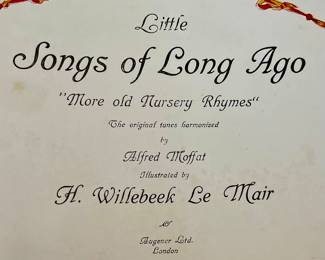 Little
Songs of Long Ago
"More old Nursery Rhymes"
The original tunes harmonized
by
Alfred Moffat
Illustrated by
H. Willebeek Le Mair
Augener Ltd.
London